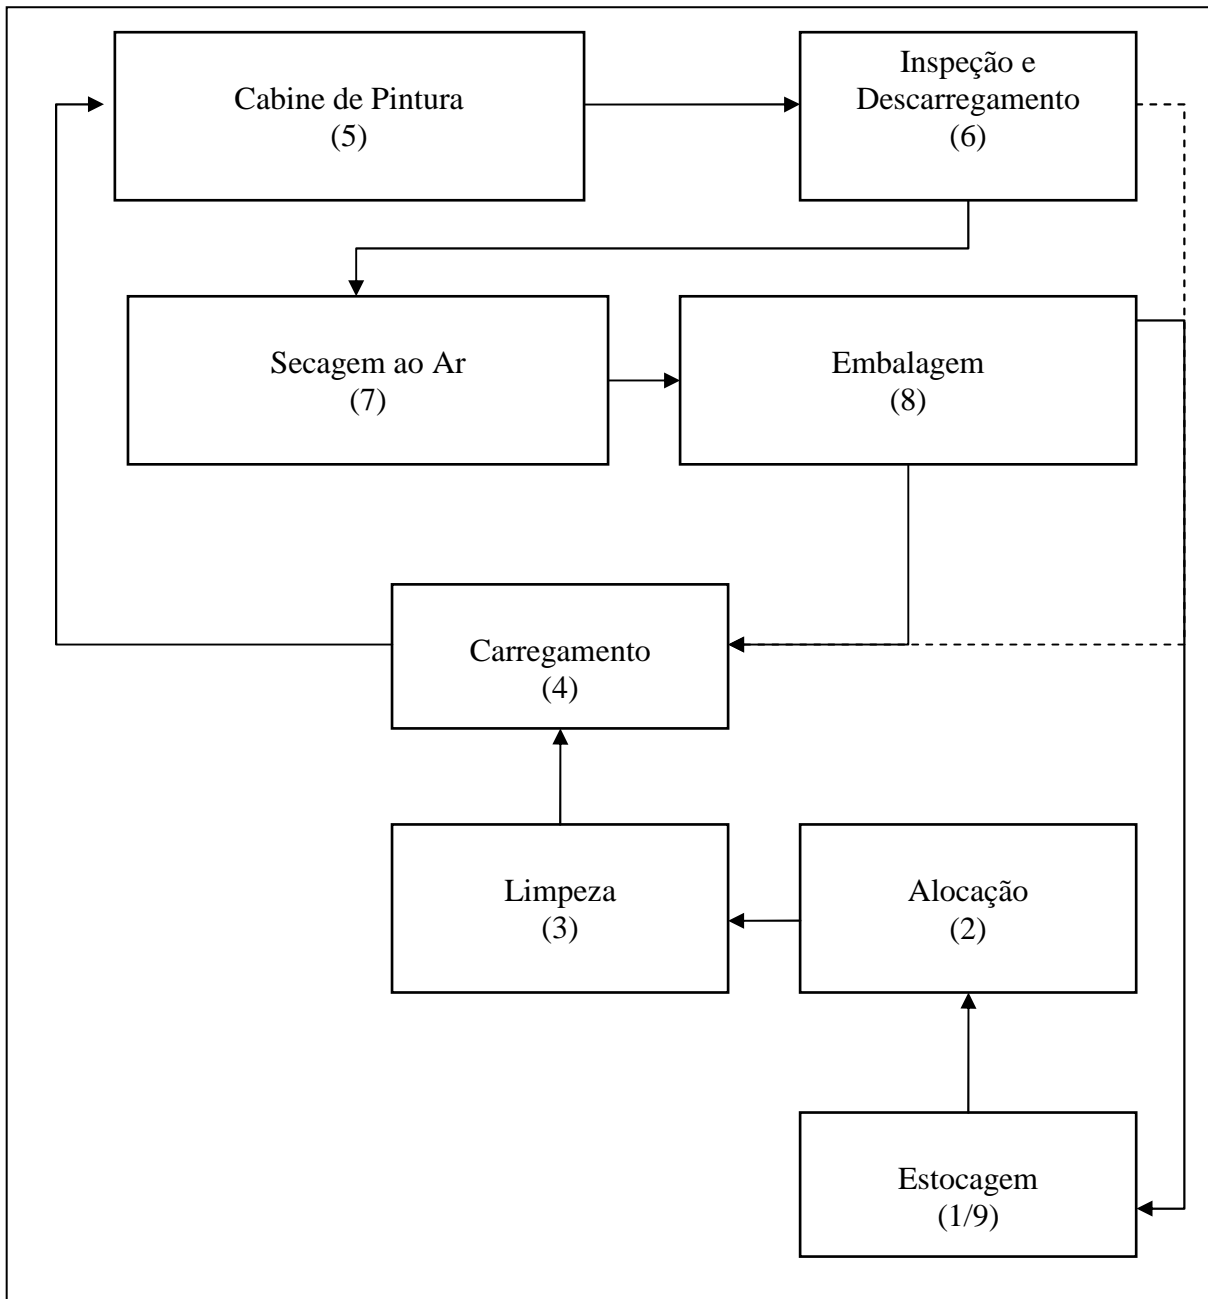 Cabine de Pintura
(5)
Inspeção e
Descarregamento
(6)
Secagem ao Ar
(7)
Embalagem
(8)
Carregamento
(4)
Limpeza
(3)
Alocação
(2)
Estocagem
(1/9)